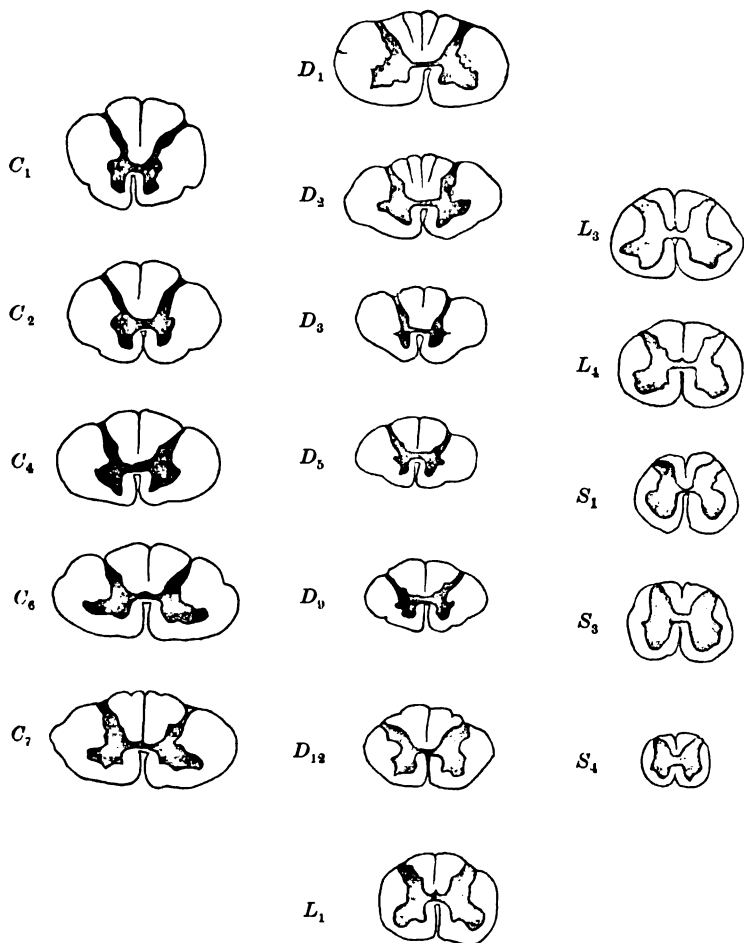 C₁
C₂
C₄
C₆
C₇
D₁
D₂
D₃
D₅
D₉
D₁₂
L₁
L₃
L₄
S₁
S₃
S₄